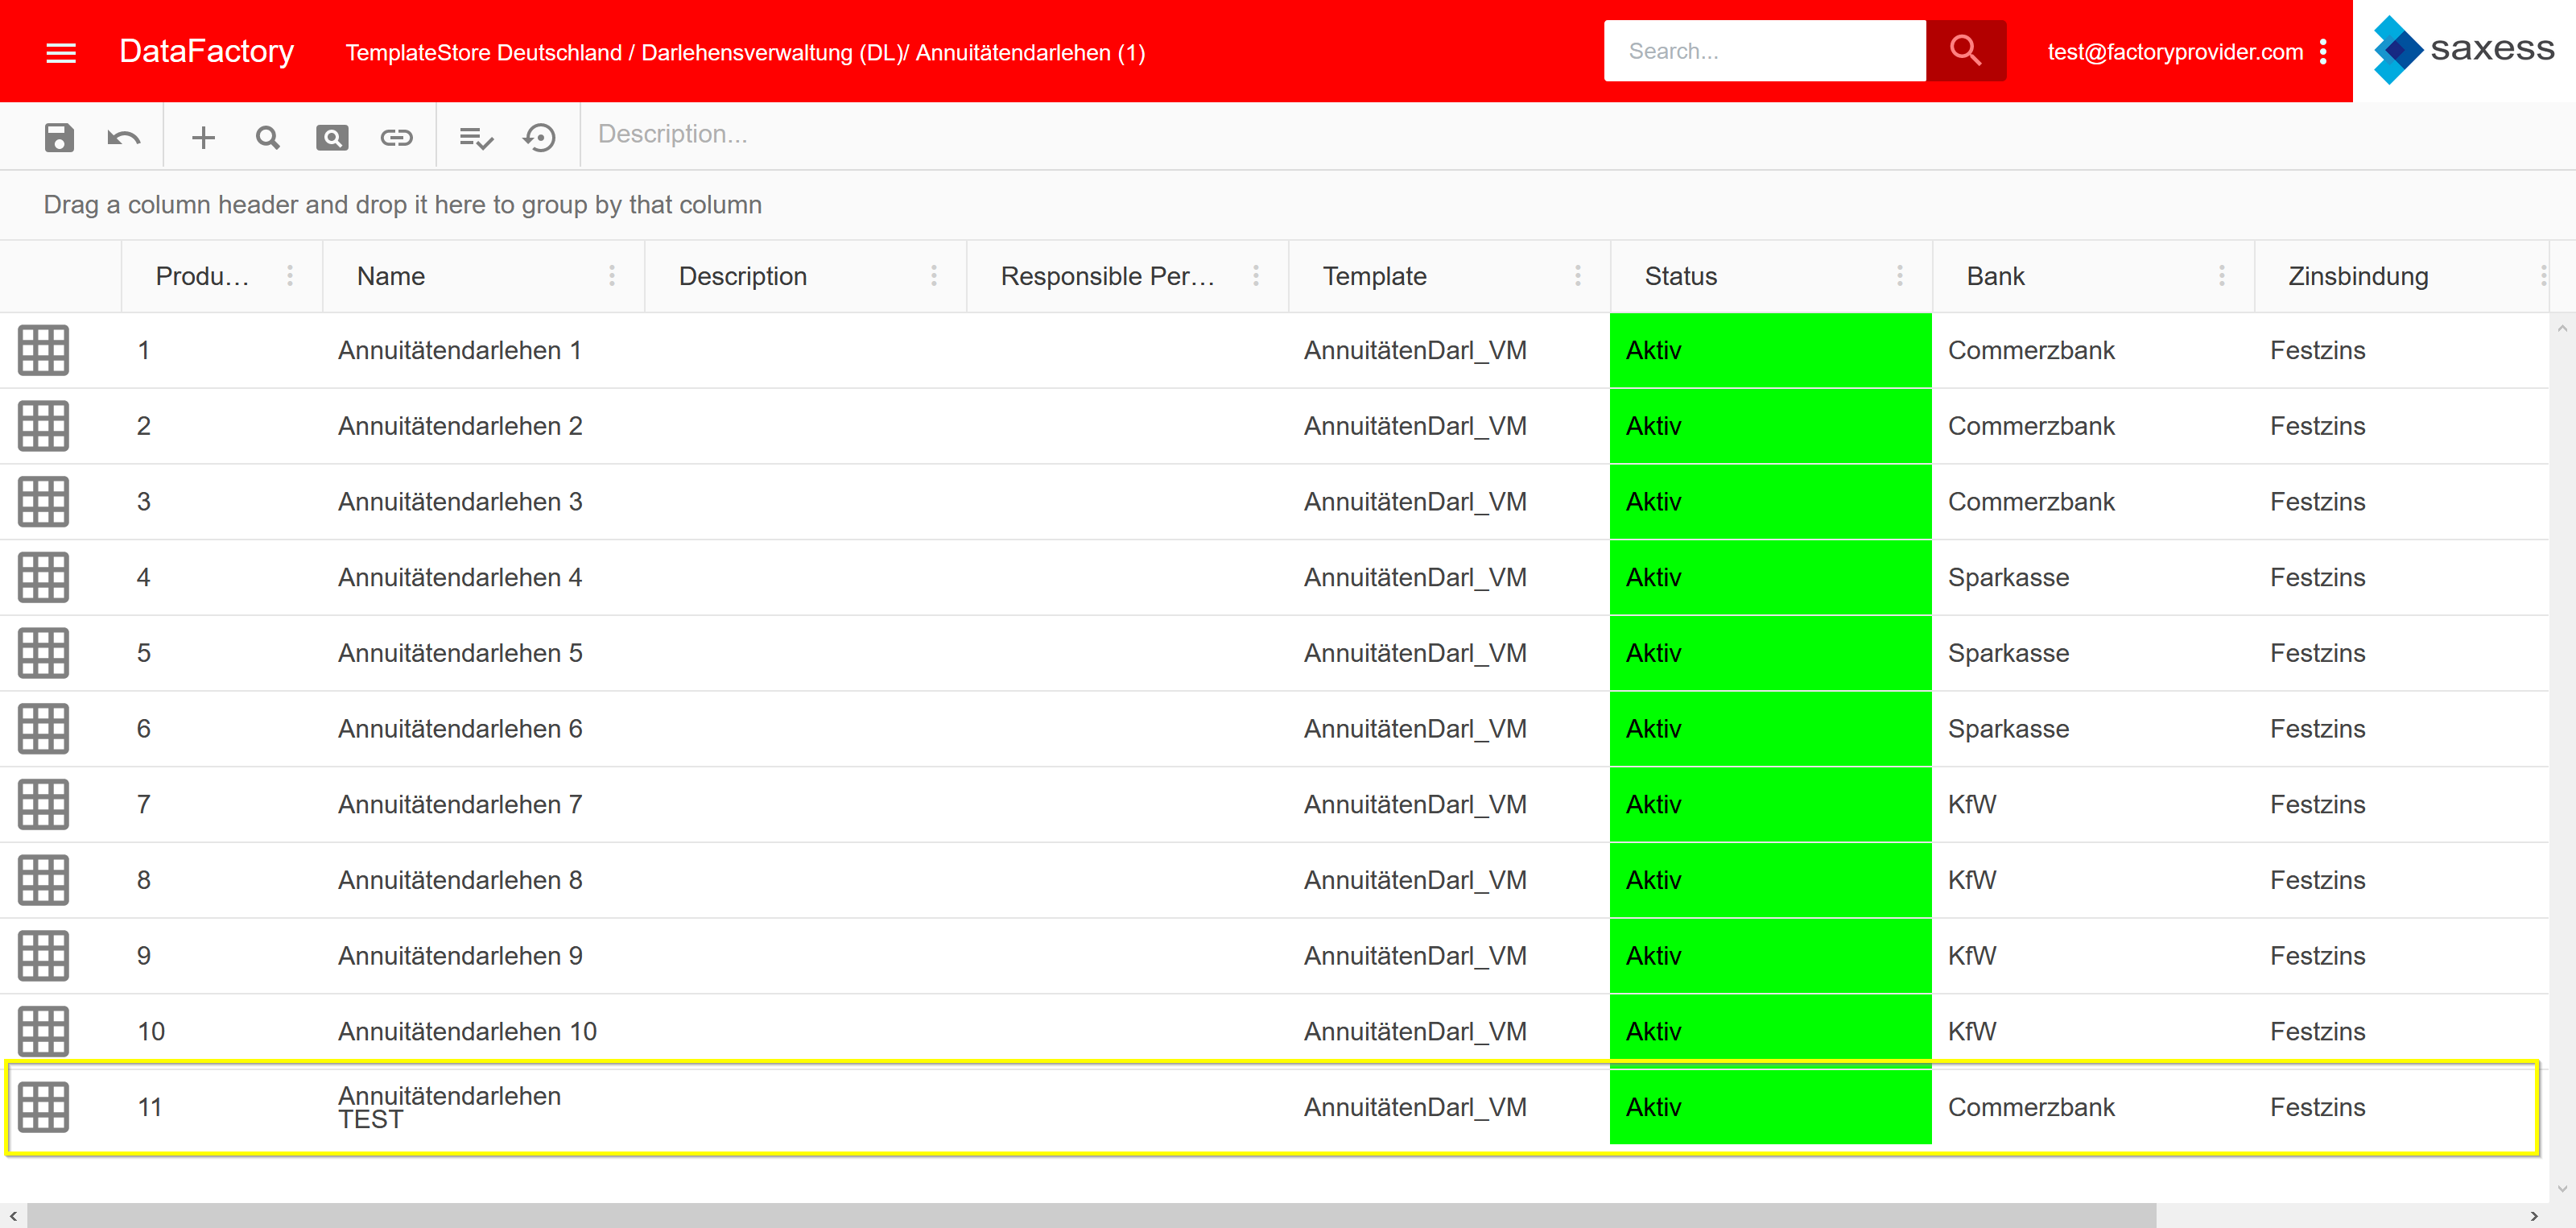 DataFactory TemplateStore Deutschland / Darlehensverwaltung (DL)/ Annuitätendarlehen (1) Search... test@factoryprovider.com saxess
Description...
Drag a column header and drop it here to group by that column
Produ... Name Description Responsible Per... Template Status Bank Zinsbindung
1 Annuitätendarlehen 1 AnnuitätenDarl_VM Aktiv Commerzbank Festzins
2 Annuitätendarlehen 2 AnnuitätenDarl_VM Aktiv Commerzbank Festzins
3 Annuitätendarlehen 3 AnnuitätenDarl_VM Aktiv Commerzbank Festzins
4 Annuitätendarlehen 4 AnnuitätenDarl_VM Aktiv Sparkasse Festzins
5 Annuitätendarlehen 5 AnnuitätenDarl_VM Aktiv Sparkasse Festzins
6 Annuitätendarlehen 6 AnnuitätenDarl_VM Aktiv Sparkasse Festzins
7 Annuitätendarlehen 7 AnnuitätenDarl_VM Aktiv KfW Festzins
8 Annuitätendarlehen 8 AnnuitätenDarl_VM Aktiv KfW Festzins
9 Annuitätendarlehen 9 AnnuitätenDarl_VM Aktiv KfW Festzins
10 Annuitätendarlehen 10 AnnuitätenDarl_VM Aktiv KfW Festzins
11 Annuitätendarlehen TEST AnnuitätenDarl_VM Aktiv Commerzbank Festzins